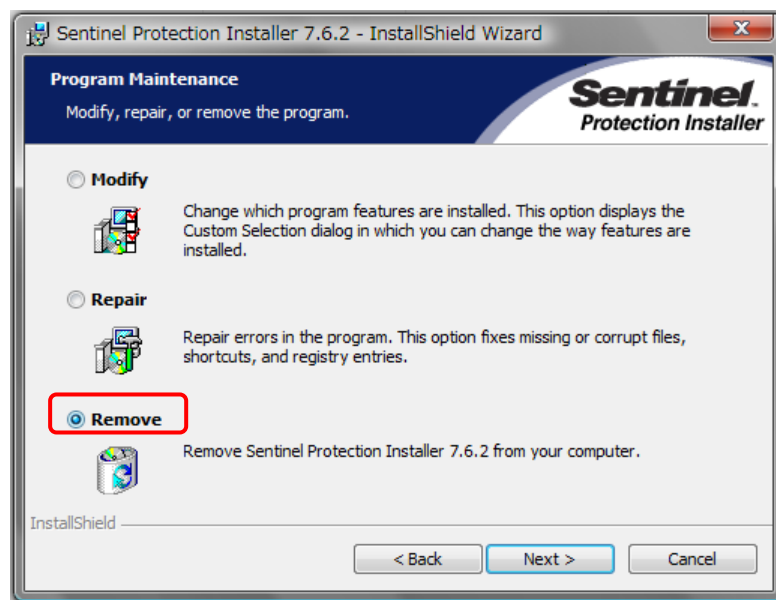 Sentinel Protection Installer 7.6.2 - InstallShield Wizard
Program Maintenance
Modify, repair, or remove the program.
Sentinel.
Protection Installer
Modify
Change which program features are installed. This option displays the
Custom Selection dialog in which you can change the way features are
installed.
Repair
Repair errors in the program. This option fixes missing or corrupt files,
shortcuts, and registry entries.
Remove
Remove Sentinel Protection Installer 7.6.2 from your computer.
InstallShield
< Back
Next >
Cancel